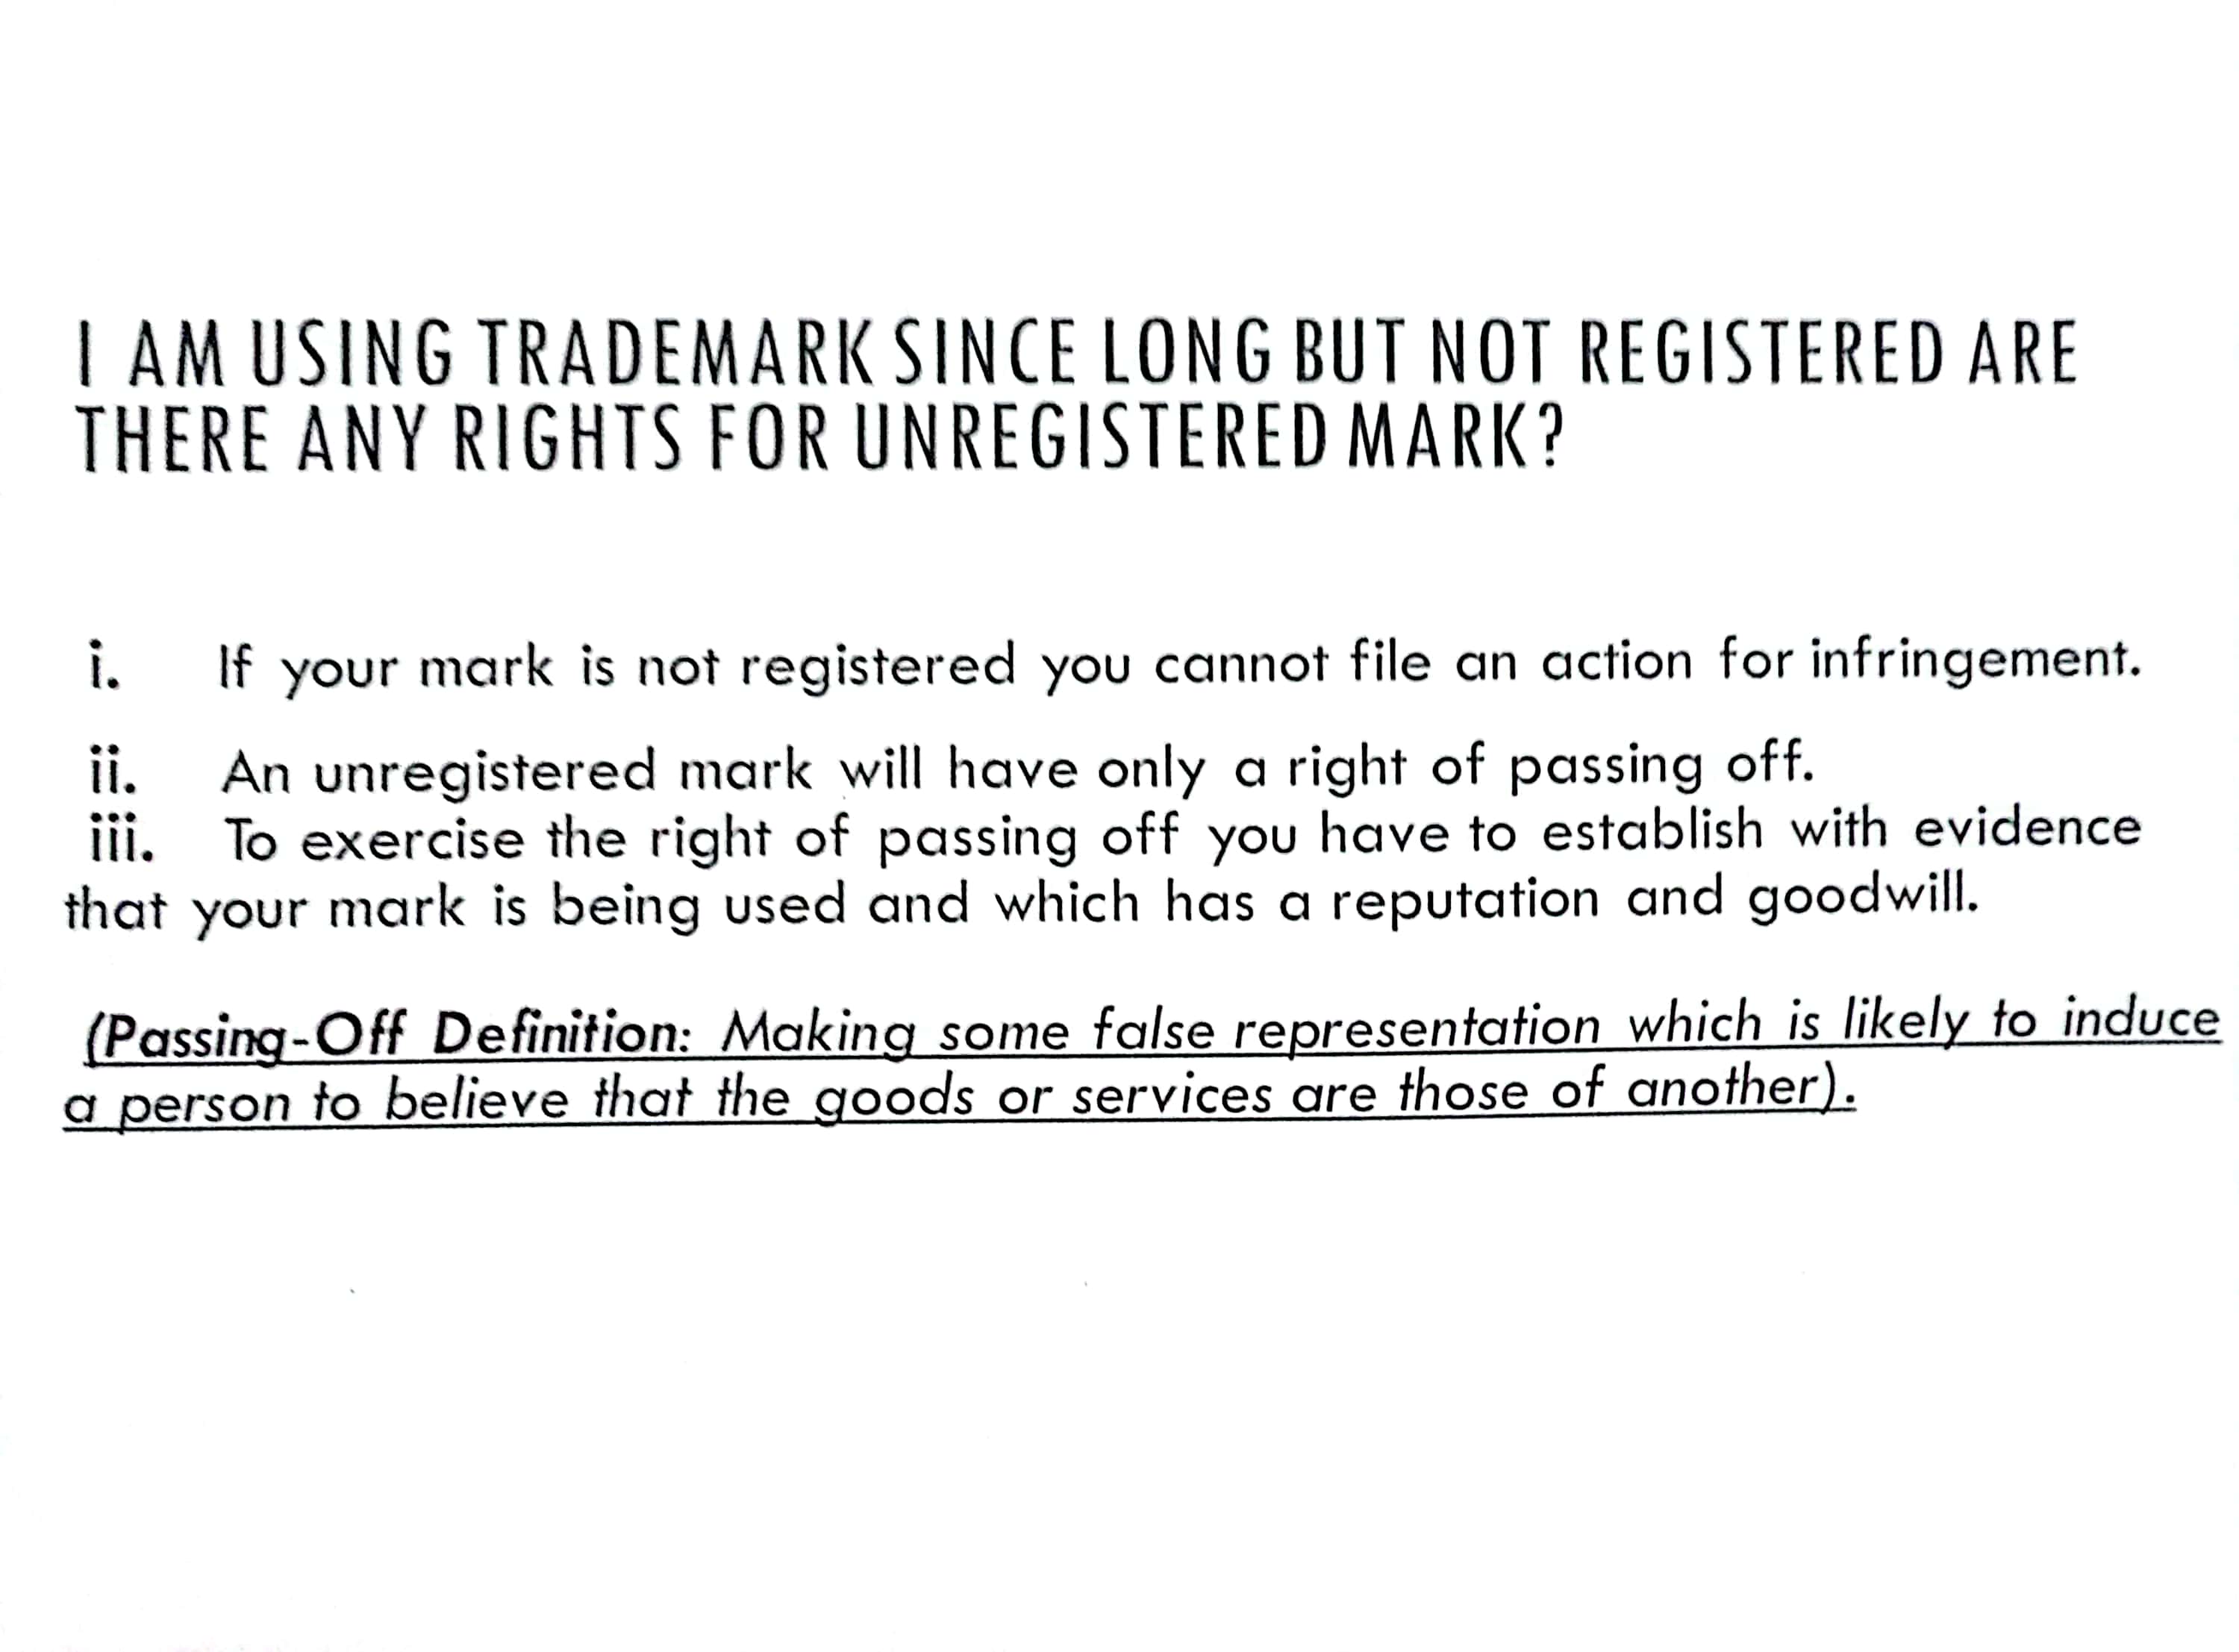 I AM USING TRADEMARK SINCE LONG BUT NOT REGISTERED ARE
THERE ANY RIGHTS FOR UNREGISTERED MARK?
i. If your mark is not registered you cannot file an action for infringement.
ii. An unregistered mark will have only a right of passing off.
iii. To exercise the right of passing off you have to establish with evidence
that your mark is being used and which has a reputation and goodwill.
(Passing-Off Definition: Making some false representation which is likely to induce
a person to believe that the goods or services are those of another).